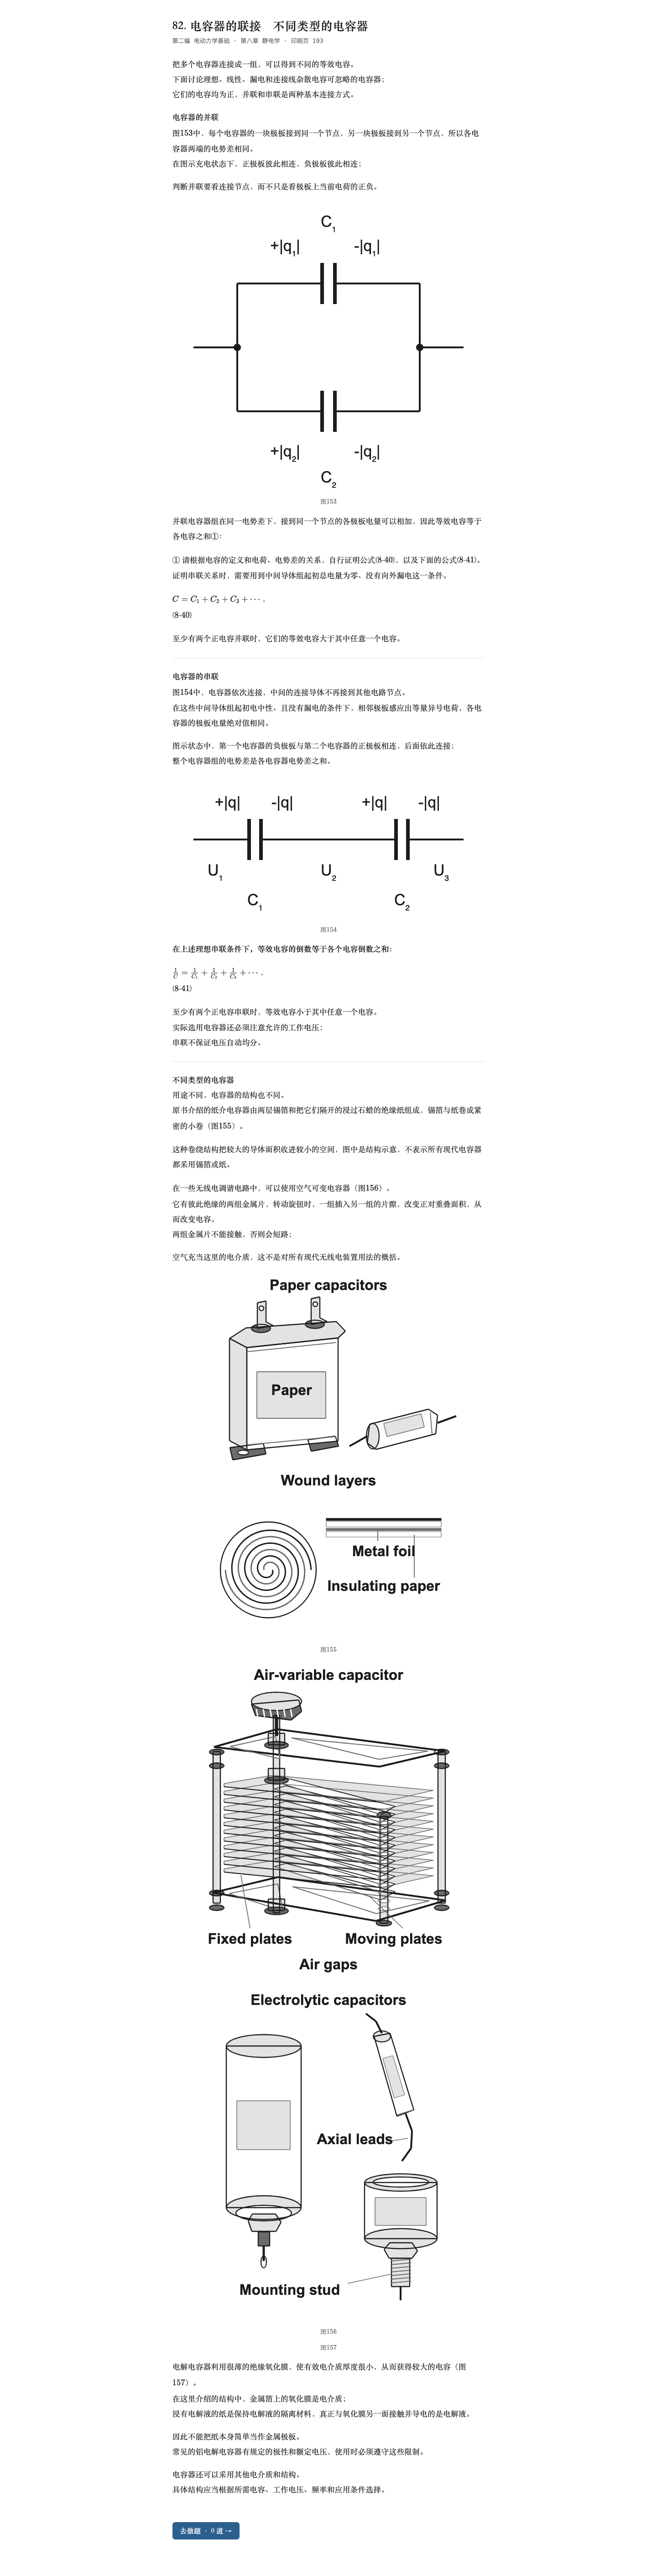 82. 电容器的联接　不同类型的电容器
第二编 电动力学基础 · 第八章 静电学 · 印刷页 193
把多个电容器连成一组，可以得到不同的等效电容。
下面讨论理想、线性、漏电和连接线杂散电容可忽略的电容器；
它们的电容均为正．并联和串联是两种基本连接方式。
电容器的并联
图153中，每个电容器的一块极板接到同一个节点，另一块极板接到另一个节点，所以各电
容器两端的电势差相同。
在图示充电状态下，正极板彼此相连，负极板彼此相连；
判断并联要看连接节点，而不只是看极板上当前电荷的正负。
C1
+|q1| -|q1|
+|q2| -|q2|
C2
图153
并联电容器组在同一电势差下，接到同一个节点的各极板电量可以相加，因此等效电容等于
各电容之和①：
① 请根据电容的定义和电荷、电势差的关系，自行证明公式(8-40)，以及下面的公式(8-41)。
证明串联关系时，需要用到中间导体组起初总电量为零、没有向外漏电这一条件。
C = C1 + C2 + C3 + ⋯ .
(8-40)
至少有两个正电容并联时，它们的等效电容大于其中任意一个电容。
电容器的串联
图154中，电容器依次连接，中间的连接导体不再接到其他电路节点。
在这些中间导体组起初电中性、且没有漏电的条件下，相邻极板感应出等量异号电荷，各电
容器的极板电量绝对值相同。
图示状态中，第一个电容器的负极板与第二个电容器的正极板相连，后面依此连接；
整个电容器组的电势差是各电容器电势差之和。
+|q| -|q| +|q| -|q|
U1 U2 U3
C1 C2
图154
在上述理想串联条件下，等效电容的倒数等于各个电容倒数之和：
1/C = 1/C1 + 1/C2 + 1/C3 + ⋯ .
(8-41)
至少有两个正电容串联时，等效电容小于其中任意一个电容。
实际选用电容器还必须注意允许的工作电压；
串联不保证电压自动均分。
不同类型的电容器
用途不同，电容器的结构也不同。
原书介绍的纸介电容器由两层锡箔和把它们隔开的浸过石蜡的绝缘纸组成．锡箔与纸卷成紧
密的小卷（图155）。
这种卷绕结构把较大的导体面积收进较小的空间．图中是结构示意，不表示所有现代电容器
都采用锡箔或纸。
在一些无线电调谐电路中，可以使用空气可变电容器（图156）。
它有彼此绝缘的两组金属片．转动旋钮时，一组插入另一组的片隙，改变正对重叠面积，从
而改变电容。
两组金属片不能接触，否则会短路；
空气充当这里的电介质，这不是对所有现代无线电装置用法的概括。
Paper capacitors
Paper
Wound layers
Metal foil
Insulating paper
图155
Air-variable capacitor
Fixed plates Moving plates
Air gaps
Electrolytic capacitors
Axial leads
Mounting stud
图156
图157
电解电容器利用很薄的绝缘氧化膜，使有效电介质厚度很小，从而获得较大的电容（图
157）。
在这里介绍的结构中，金属箔上的氧化膜是电介质；
浸有电解液的纸是保持电解液的隔离材料，真正与氧化膜另一面接触并导电的是电解液。
因此不能把纸本身简单当作金属极板。
常见的铝电解电容器有规定的极性和额定电压，使用时必须遵守这些限制。
电容器还可以采用其他电介质和结构。
具体结构应当根据所需电容、工作电压、频率和应用条件选择。
去做题 · 0 道 →